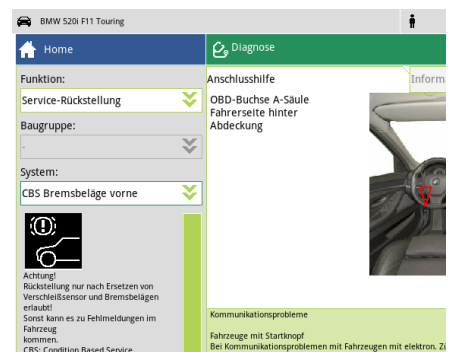 BMW 520i F11 Touring
Home
Diagnose
Funktion:
Service-Rückstellung
Baugruppe:
-
System:
CBS Bremsbeläge vorne
Achtung!
Rückstellung nur nach Ersetzen von
Verschleißsensor und Bremsbelägen
erlaubt!
Sonst kann es zu Fehlmeldungen im
Fahrzeug
kommen.
CBS: Condition Based Service
Anschlusshilfe
Inform
OBD-Buchse A-Säule
Fahrerseite hinter
Abdeckung
Kommunikationsprobleme
Fahrzeuge mit Startknopf
Bei Kommunikationsproblemen mit Fahrzeugen mit elektron.